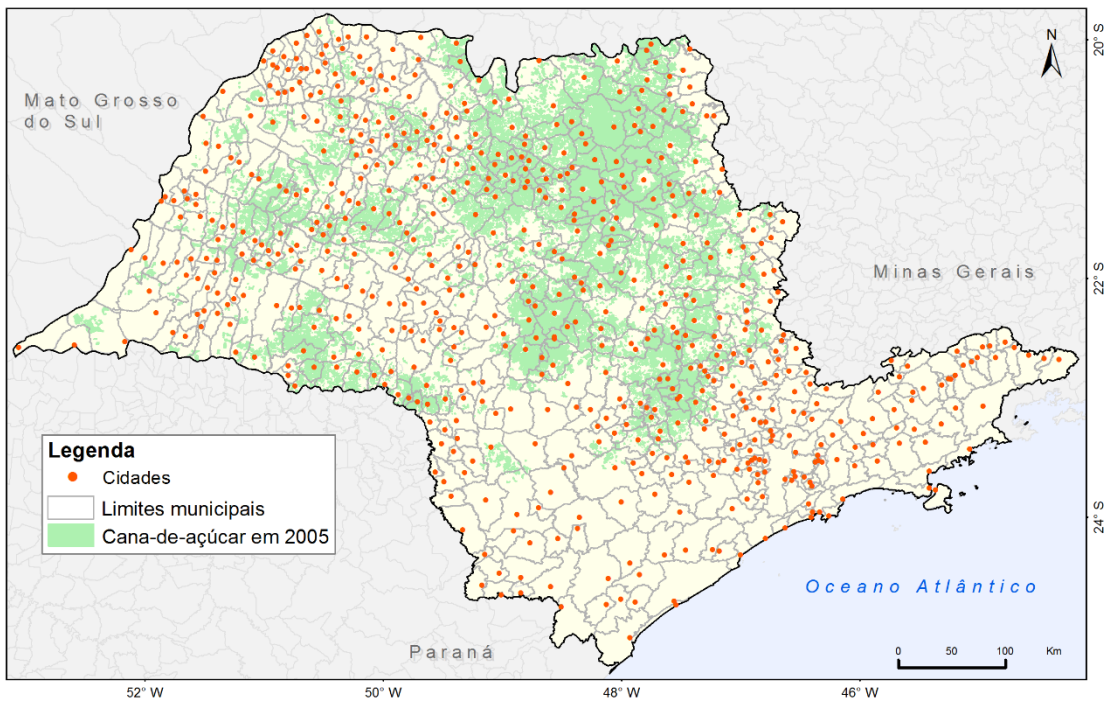 N
20° S
Mato Grosso
do Sul
Minas Gerais
22° S
Legenda
Cidades
Limites municipais
Cana-de-açúcar em 2005
24° S
Oceano Atlântico
Paraná
0 50 100 Km
52° W 50° W 48° W 46° W